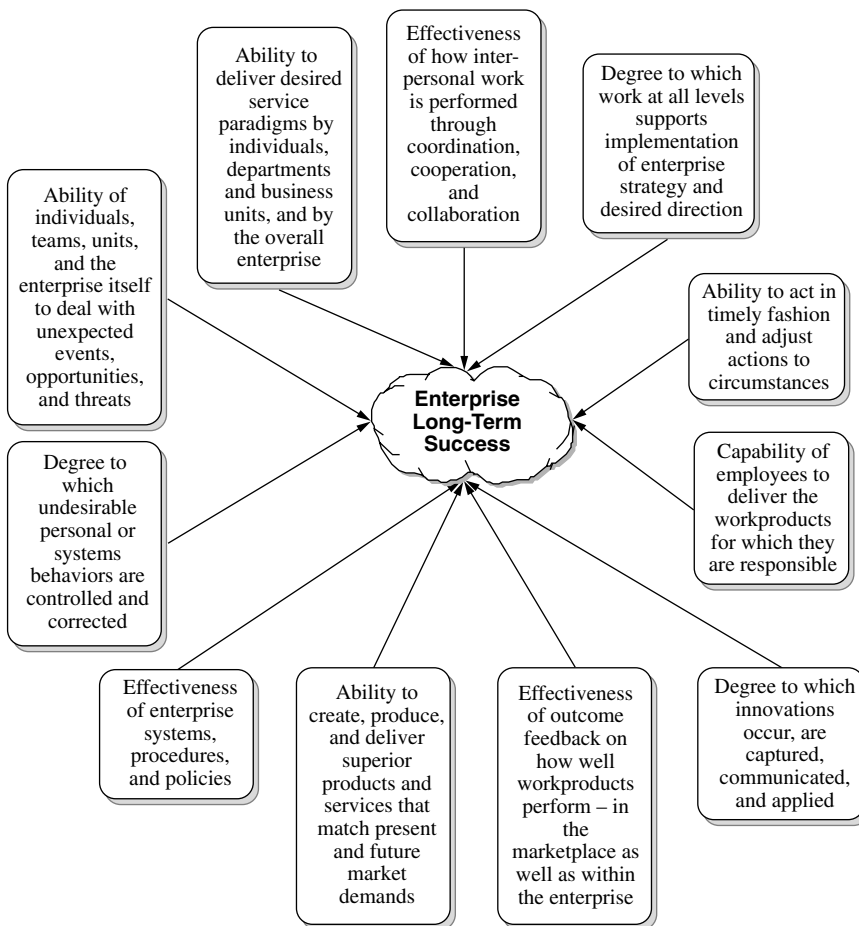 Ability to
deliver desired
service
paradigms by
individuals,
departments
and business
units, and by
the overall
enterprise
Effectiveness
of how inter-
personal work
is performed
through
coordination,
cooperation,
and
collaboration
Degree to which
work at all levels
supports
implementation
of enterprise
strategy and
desired direction
Ability of
individuals,
teams, units,
and the
enterprise itself
to deal with
unexpected
events,
opportunities,
and threats
Ability to act in
timely fashion
and adjust
actions to
circumstances
Enterprise
Long-Term
Success
Degree to
which
undesirable
personal or
systems
behaviors are
controlled and
corrected
Capability of
employees to
deliver the
workproducts
for which they
are responsible
Effectiveness
of enterprise
systems,
procedures,
and policies
Ability to
create, produce,
and deliver
superior
products and
services that
match present
and future
market
demands
Effectiveness
of outcome
feedback on
how well
workproducts
perform – in
the
marketplace as
well as within
the enterprise
Degree to which
innovations
occur, are
captured,
communicated,
and applied